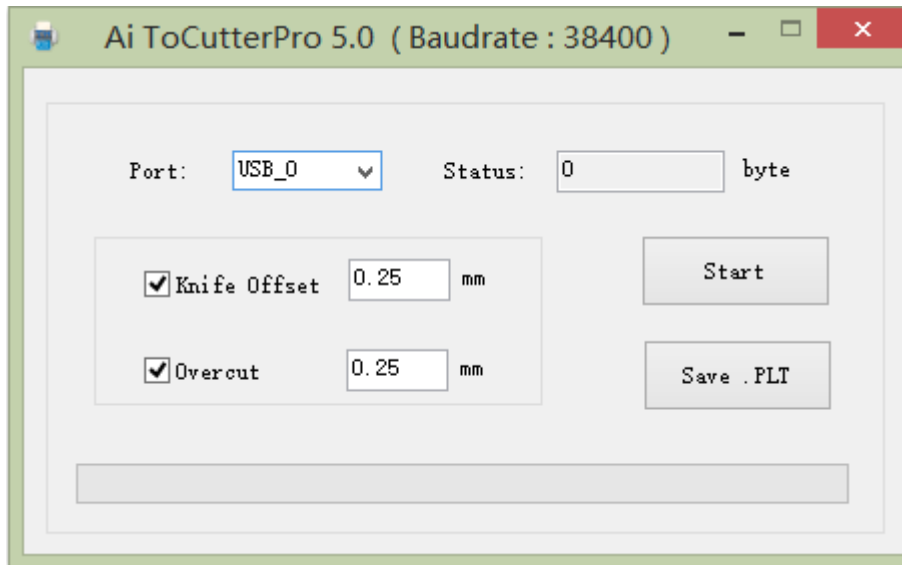 Ai ToCutterPro 5.0 ( Baudrate : 38400 )
Port: USB_0 Status: 0 byte
Knife Offset 0.25 mm
Start
Overcut 0.25 mm
Save .PLT